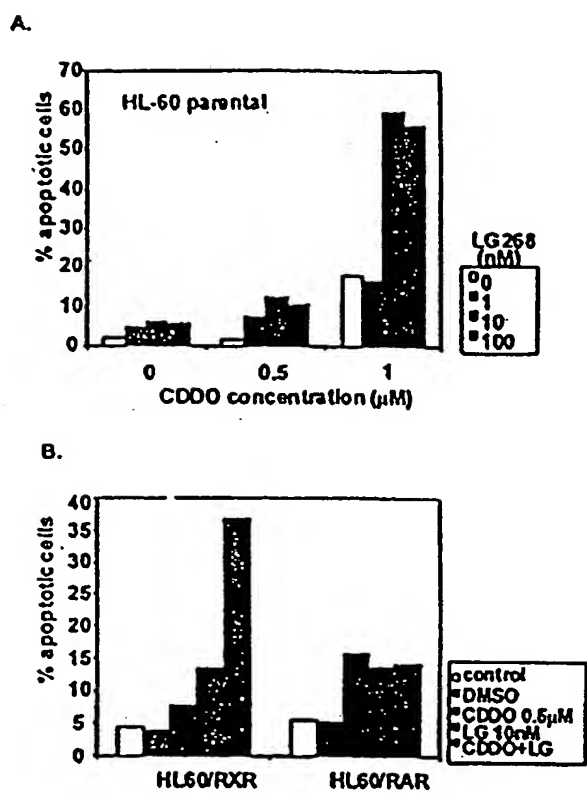 A.
70
60
50
40
30
20
10
0
% apoptotic cells
HL-60 parental
LG268
(nM)
0
1
10
100
0 0.5 1
CDDO concentration (µM)
B.
40
35
30
25
20
15
10
5
0
% apoptotic cells
control
DMSO
CDDO 0.5µM
LG 10nM
CDDO+LG
HL60/RXR HL60/RAR